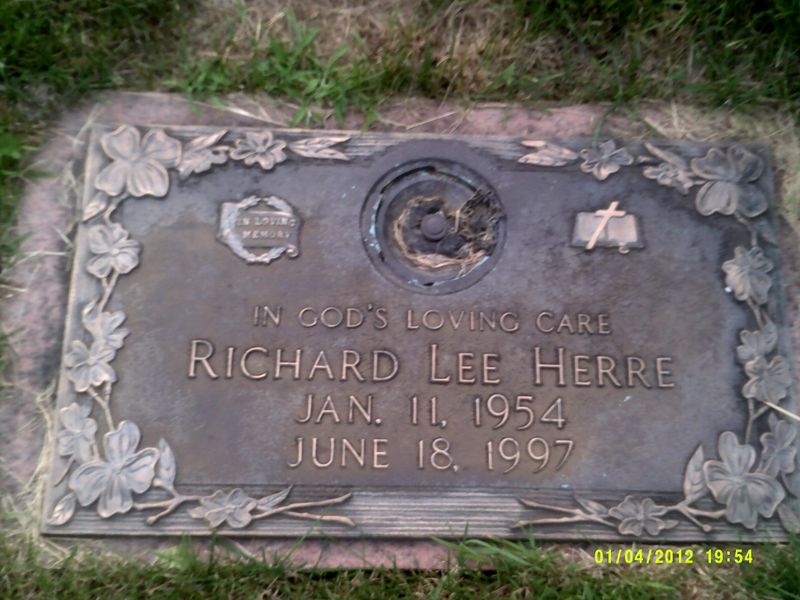 IN LOVING
MEMORY
IN GOD'S LOVING CARE
RICHARD LEE HERRE
JAN. 11, 1954
JUNE 18, 1997
01/04/2012 19:54